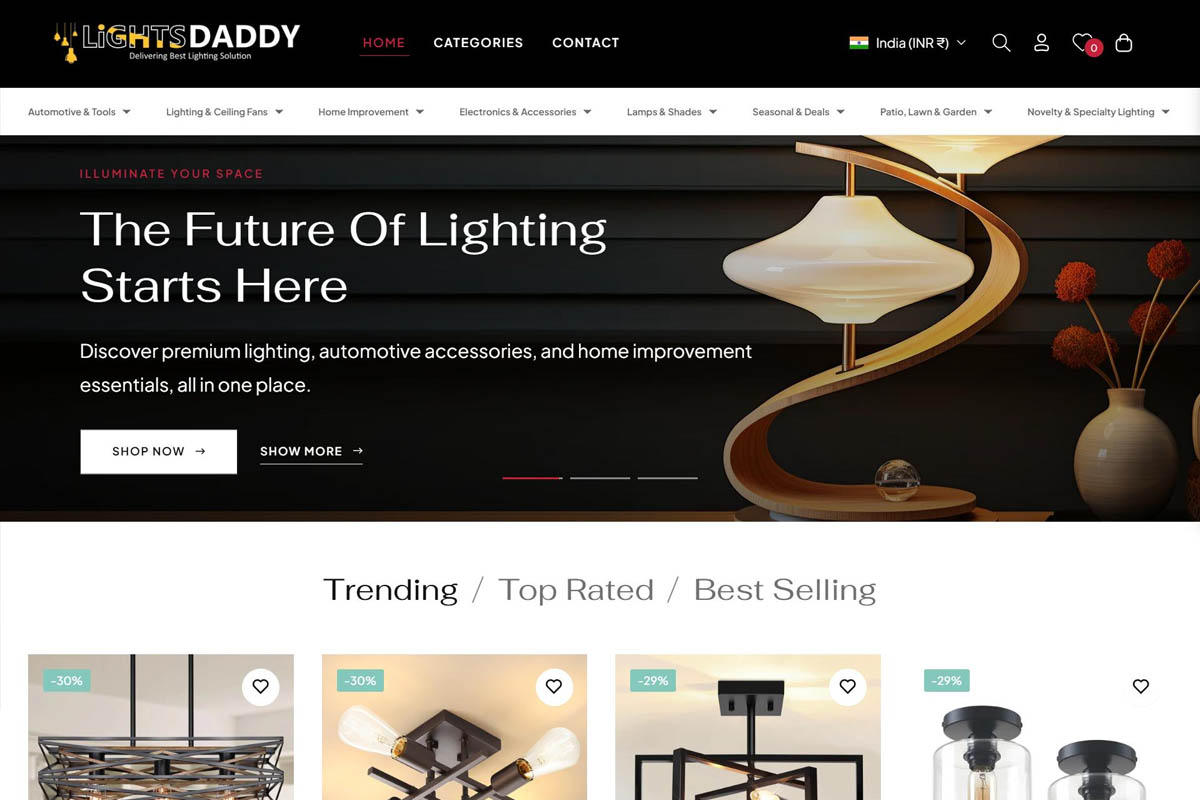 LiGHTSDADDY
Delivering Best Lighting Solution
HOME CATEGORIES CONTACT
India (INR ₹)
0
Automotive & Tools Lighting & Ceiling Fans Home Improvement Electronics & Accessories Lamps & Shades Seasonal & Deals Patio, Lawn & Garden Novelty & Specialty Lighting
ILLUMINATE YOUR SPACE
The Future Of Lighting
Starts Here
Discover premium lighting, automotive accessories, and home improvement
essentials, all in one place.
SHOP NOW → SHOW MORE →
Trending / Top Rated / Best Selling
-30% -30% -29% -29%